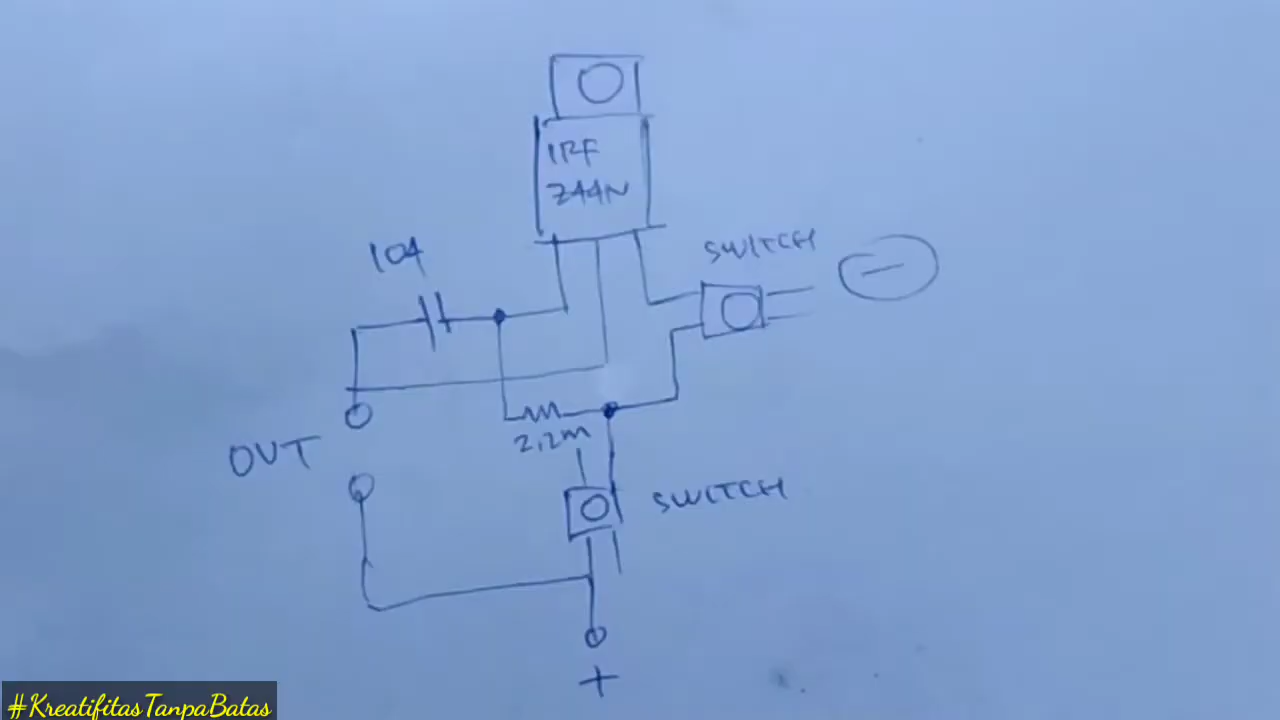 IRF
Z44N
104
SWITCH
−
OUT
2,2m
SWITCH
+
#KreatifitasTanpaBatas